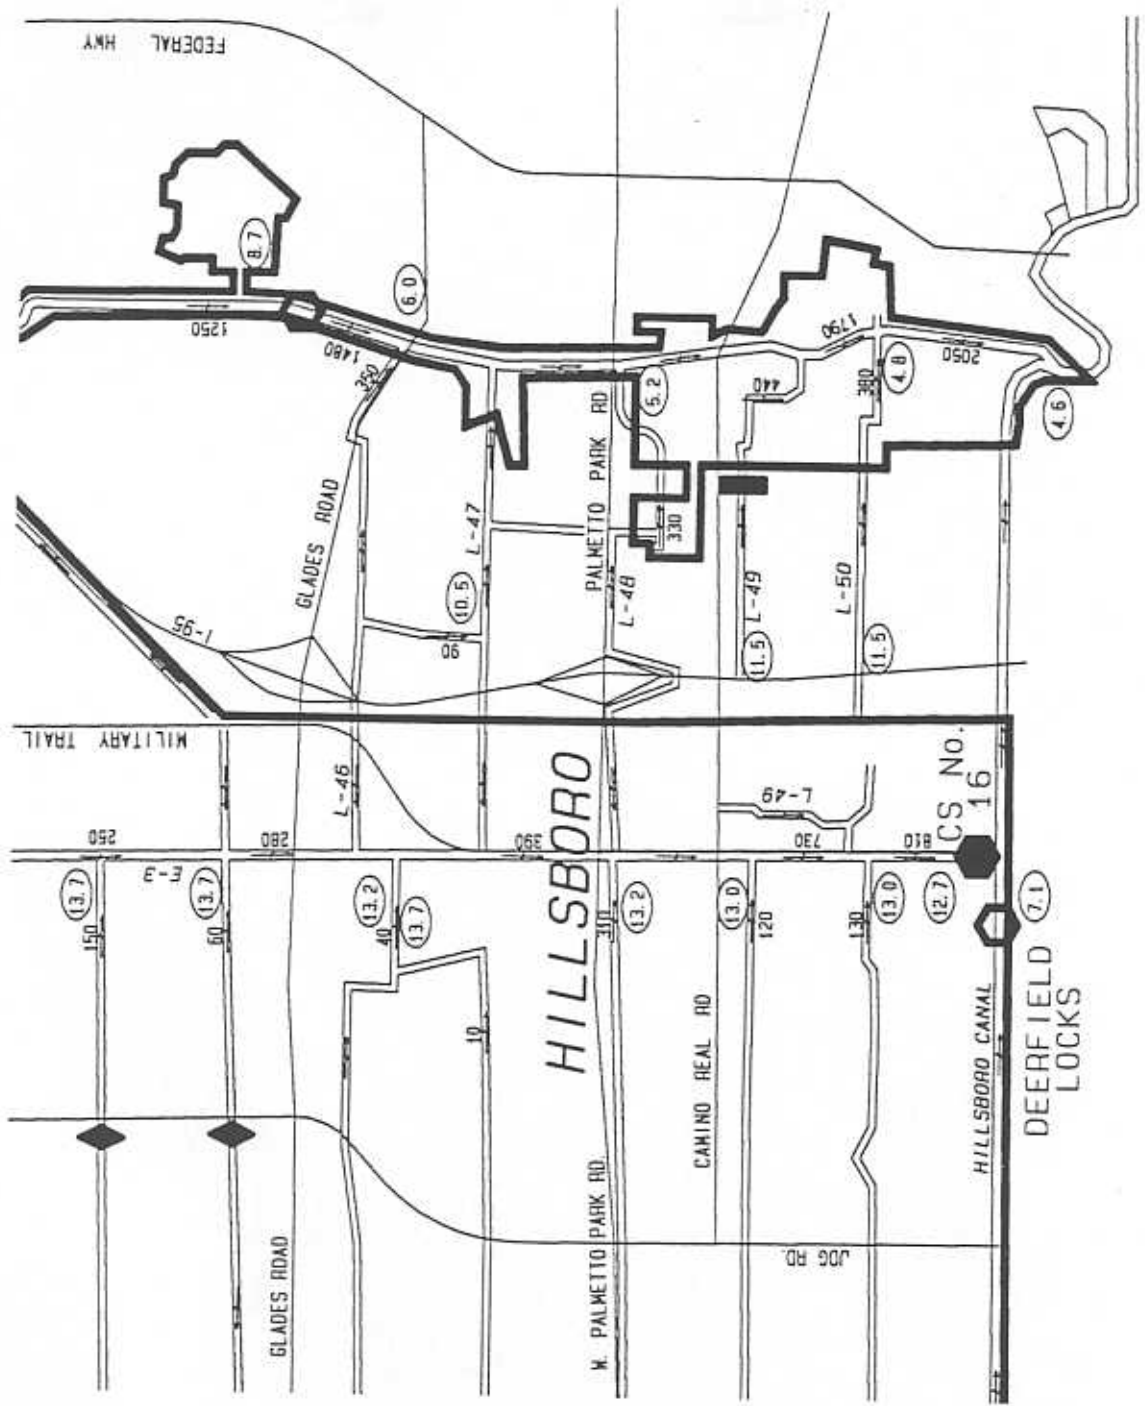 FEDERAL HWY
8.7
1250
6.0
1480
350
1790
2050
4.8
380
440
5.2
4.6
PALMETTO PARK RD
GLADES ROAD
L-47
330
L-48
L-49
L-50
10.5
90
I-95
11.5
11.5
MILITARY TRAIL
L-46
HILLSBORO
CS No.
16
L-49
250
280
390
730
810
E-3
13.7
13.7
13.2
13.7
13.2
13.0
13.0
12.7
7.1
150
60
40
310
120
130
10
DEERFIELD
LOCKS
HILLSBORO CANAL
CAMINO REAL RD
W. PALMETTO PARK RD.
GLADES ROAD
JOG RD.